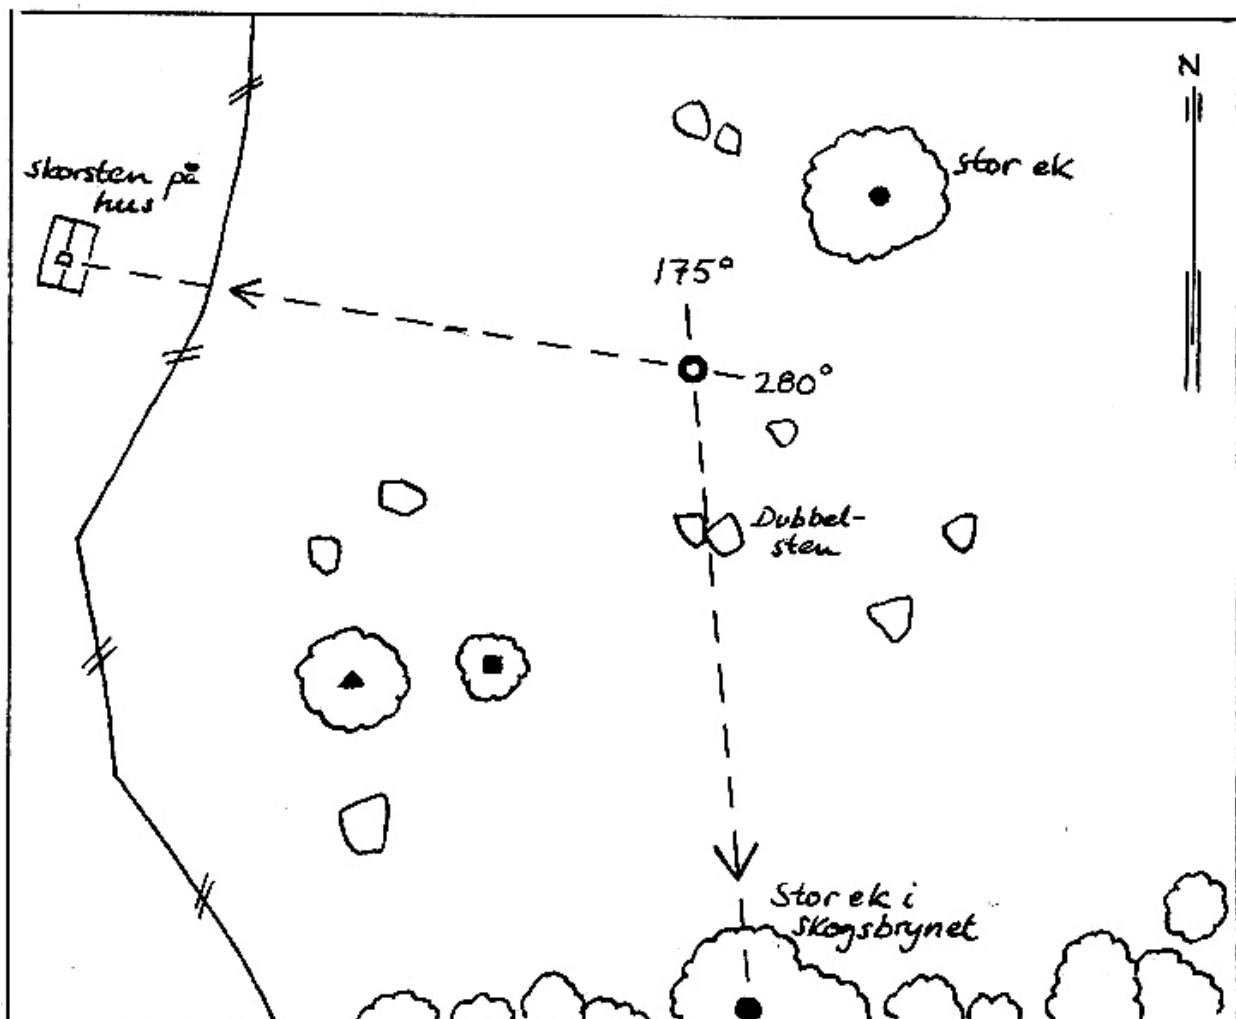 N
skorsten på
hus
stor ek
175°
280°
Dubbel-
sten
Stor ek i
skogsbrynet